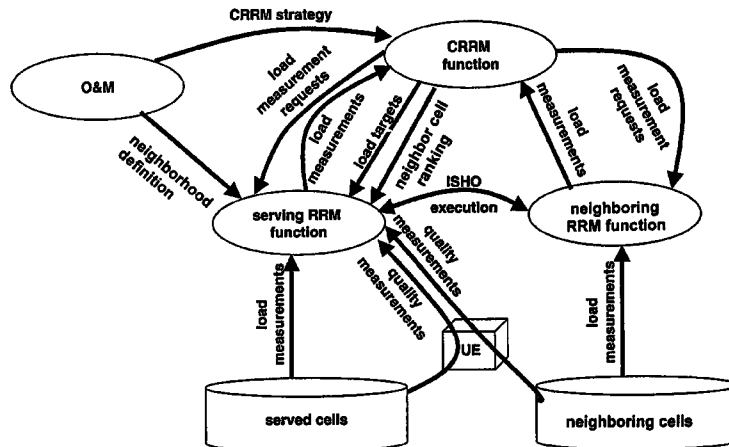 CRRM strategy
CRRM
function
O&M
load
measurement
requests
load
measurements
load targets
neighbor cell
ranking
load
measurements
load
measurement
requests
neighborhood
definition
ISHO
execution
serving RRM
function
neighboring
RRM function
quality
measurements
quality
measurements
load
measurements
UE
load
measurements
served cells
neighboring cells